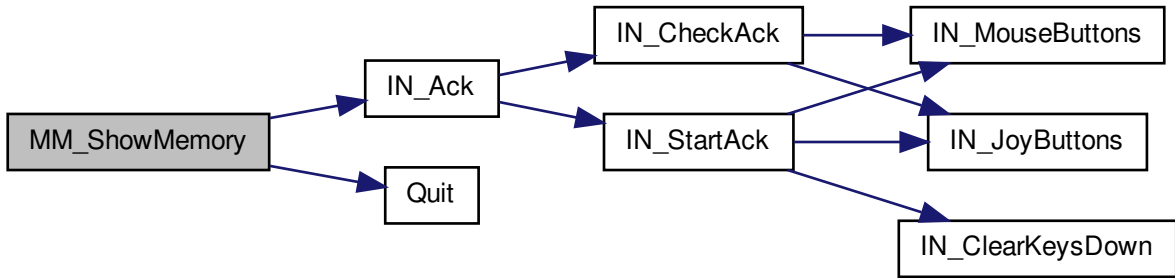 MM_ShowMemory
IN_Ack
Quit
IN_CheckAck
IN_StartAck
IN_MouseButtons
IN_JoyButtons
IN_ClearKeysDown